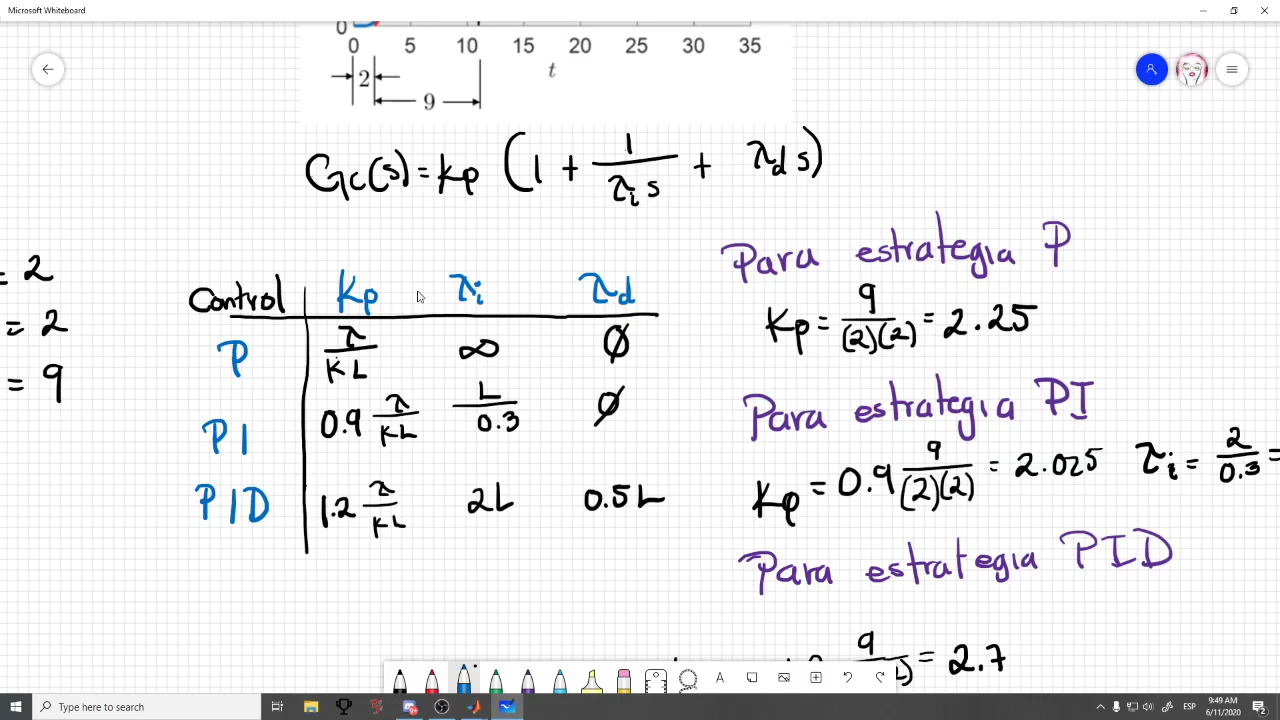 Microsoft Whiteboard
0
0 5 10 15 20 25 30 35
t
2
9
Gc(s) = Kp (1 + 1/(τi s) + τd s)
= 2
= 2
= 9
Control Kp τi τd
P τ/(KL) ∞ Ø
PI 0.9 τ/(KL) L/0.3 Ø
PID 1.2 τ/(KL) 2L 0.5L
Para estrategia P
Kp = 9/((2)(2)) = 2.25
Para estrategia PI
Kp = 0.9 9/((2)(2)) = 2.025 τi = 2/0.3 =
Para estrategia PID
9
= 2.7
A
Type here to search
ESP
9:49 AM
6/11/2020
2